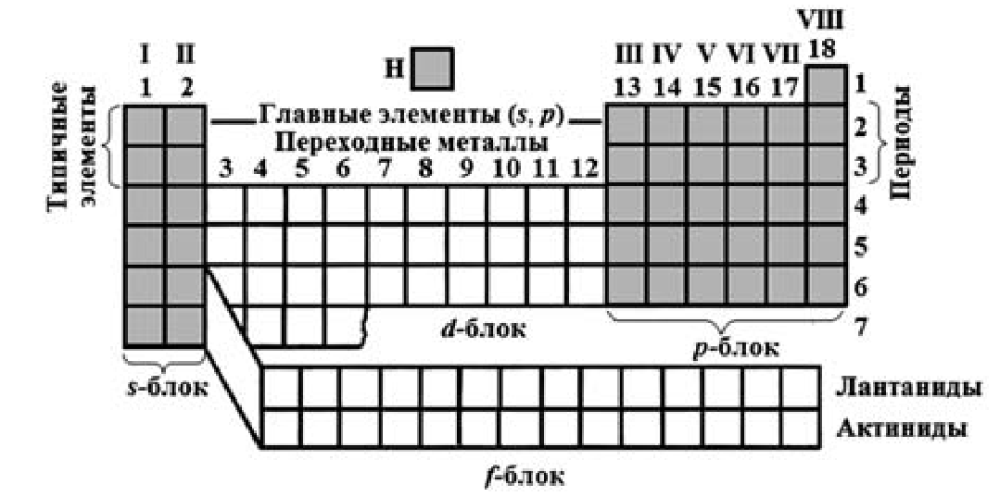 VIII
I II III IV V VI VII 18
H
1 2 13 14 15 16 17 1
Типичные элементы
Главные элементы (s, p)
2
Переходные металлы
3 4 5 6 7 8 9 10 11 12
3
Периоды
4
5
6
7
d-блок
p-блок
s-блок
Лантаниды
Актиниды
f-блок